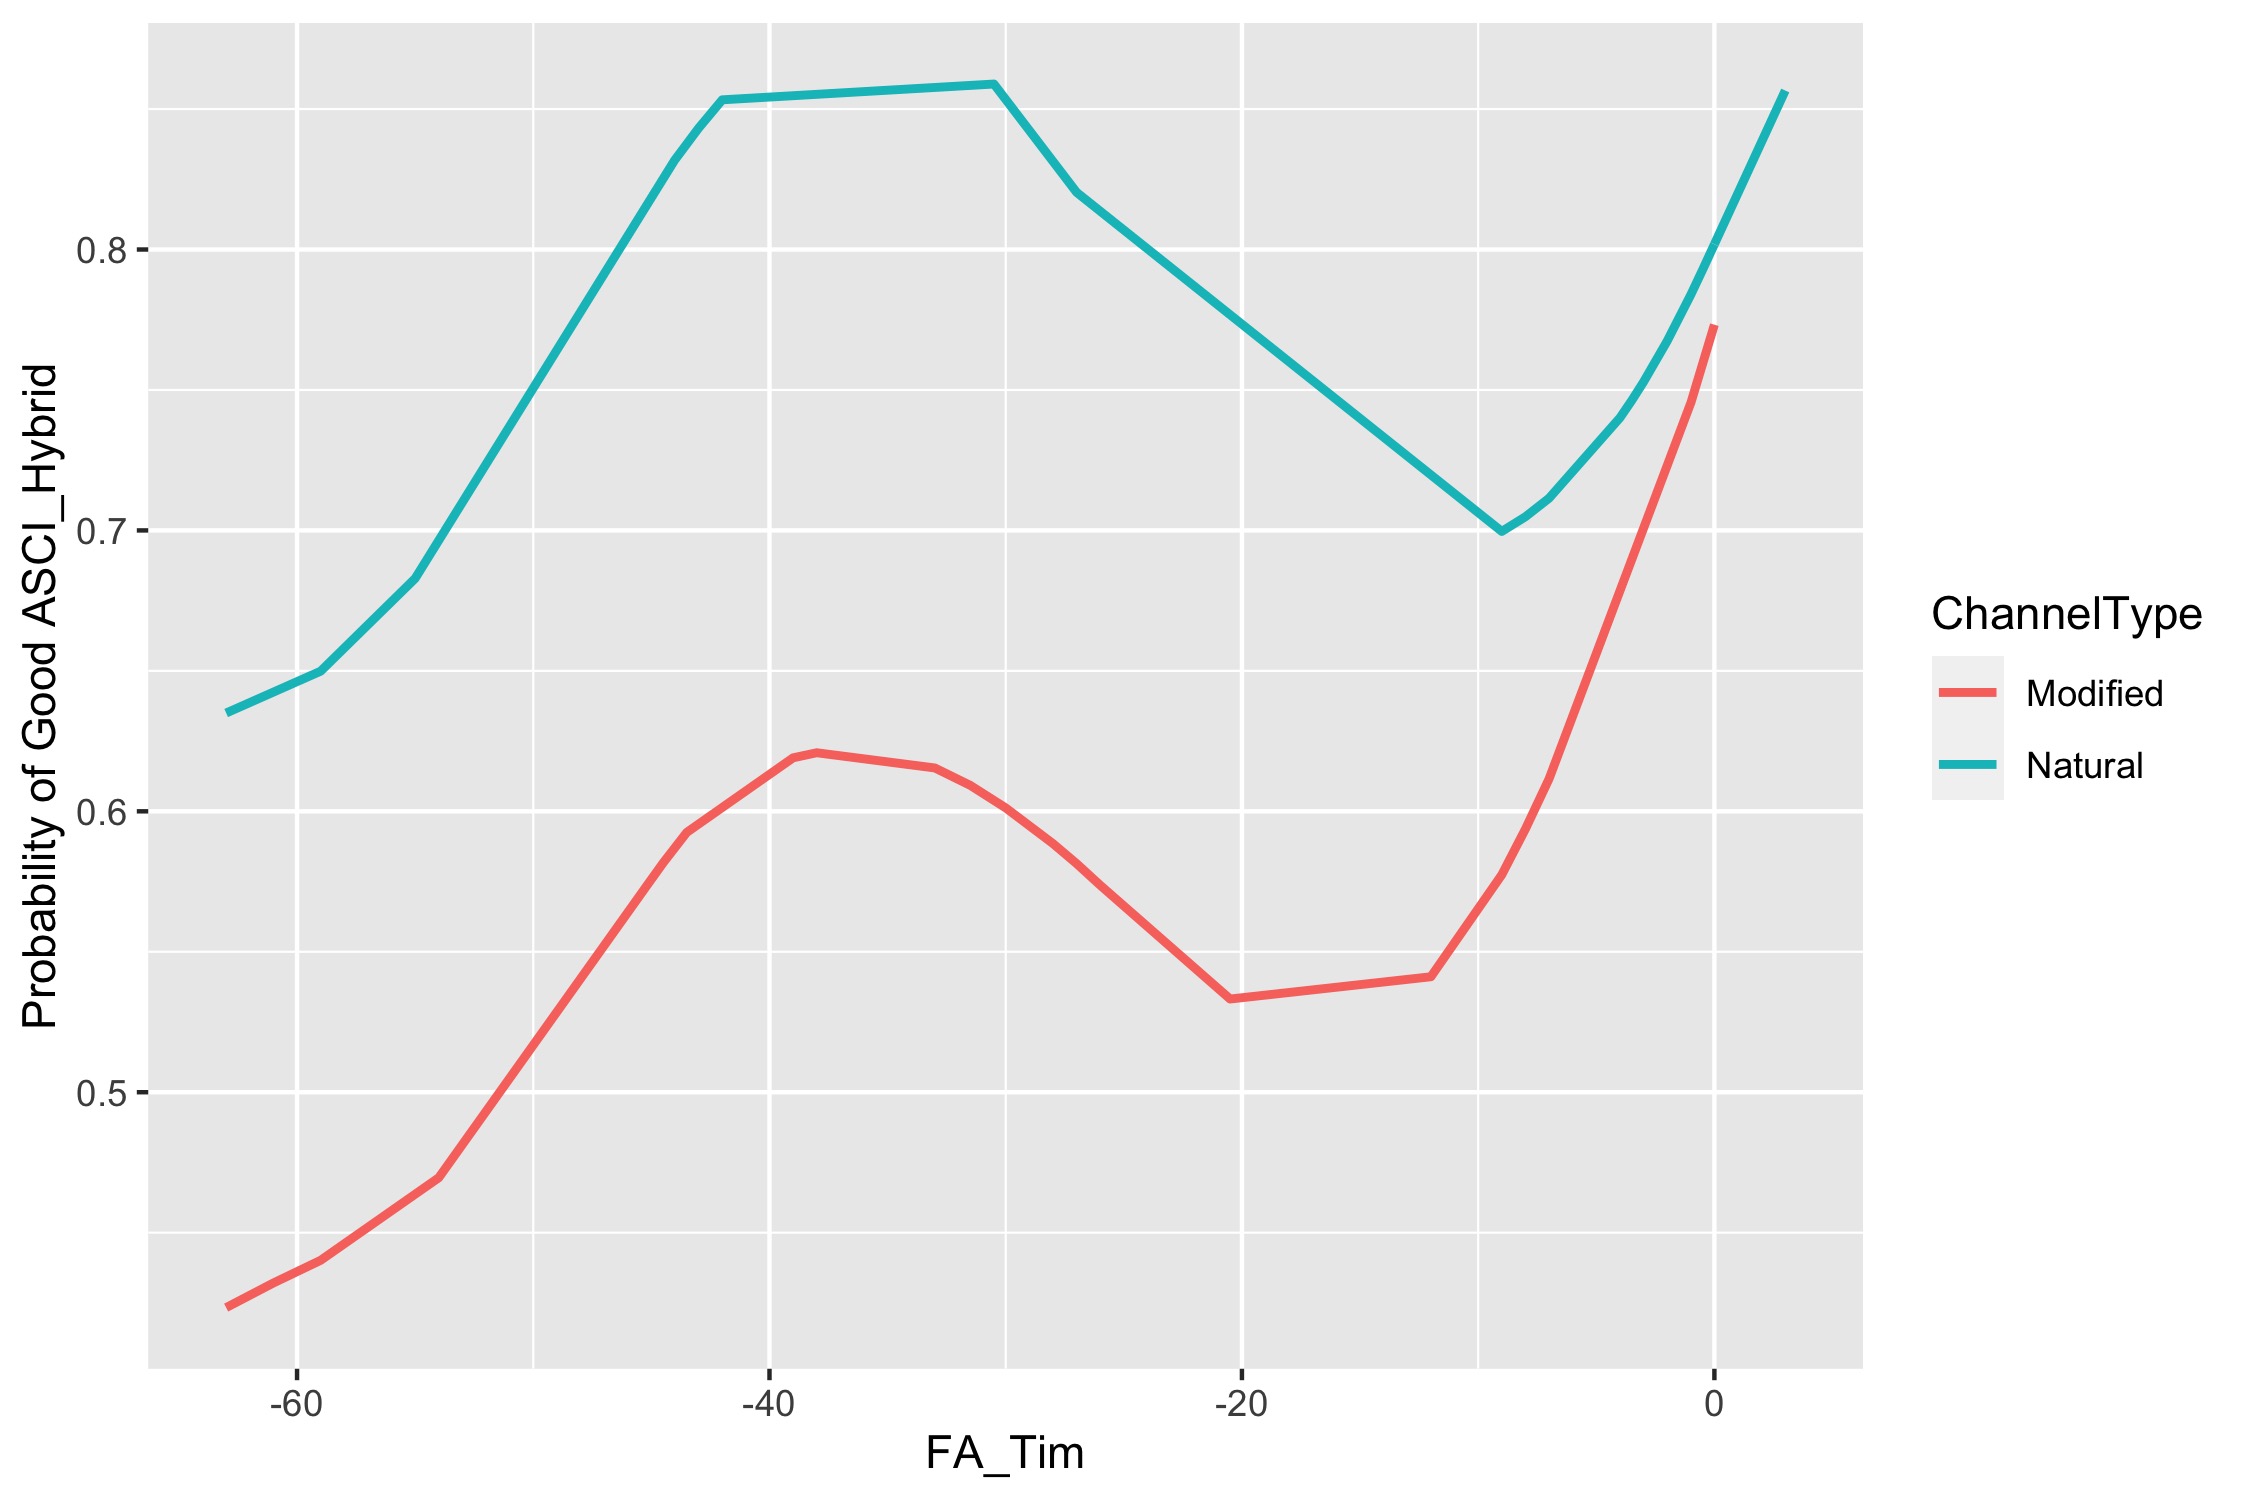 Probability of Good ASCI_Hybrid
0.8
0.7
0.6
0.5
-60
-40
-20
0
FA_Tim
ChannelType
Modified
Natural